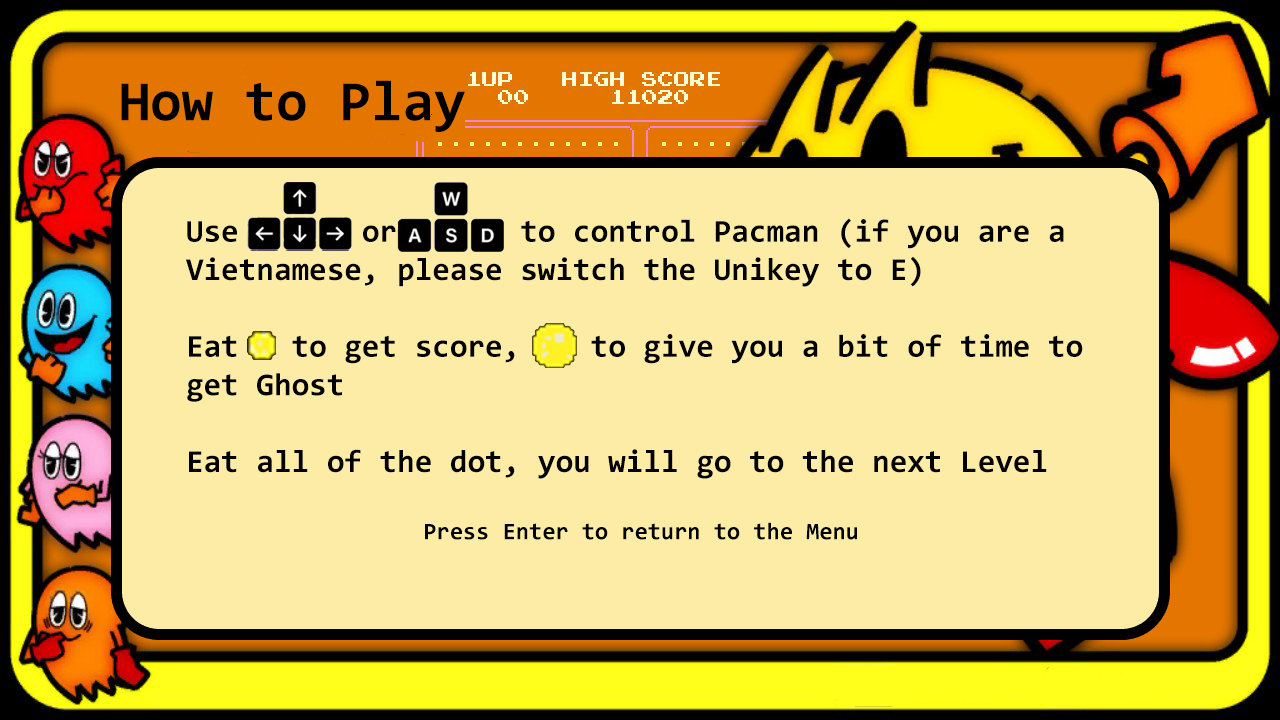 1UP HIGH SCORE
00 11020
How to Play
↑ W
Use ← ↓ → or A S D to control Pacman (if you are a
Vietnamese, please switch the Unikey to E)
Eat to get score, to give you a bit of time to
get Ghost
Eat all of the dot, you will go to the next Level
Press Enter to return to the Menu